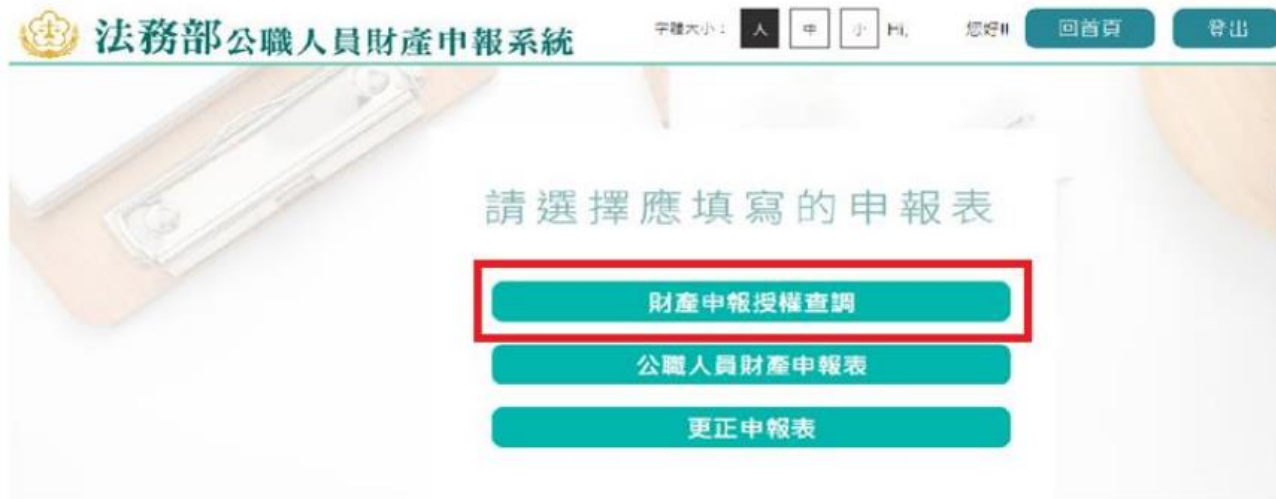 法務部公職人員財產申報系統
字體大小： 人 中 小 Hi, 您好!! 回首頁 登出
請選擇應填寫的申報表
財產申報授權查調
公職人員財產申報表
更正申報表